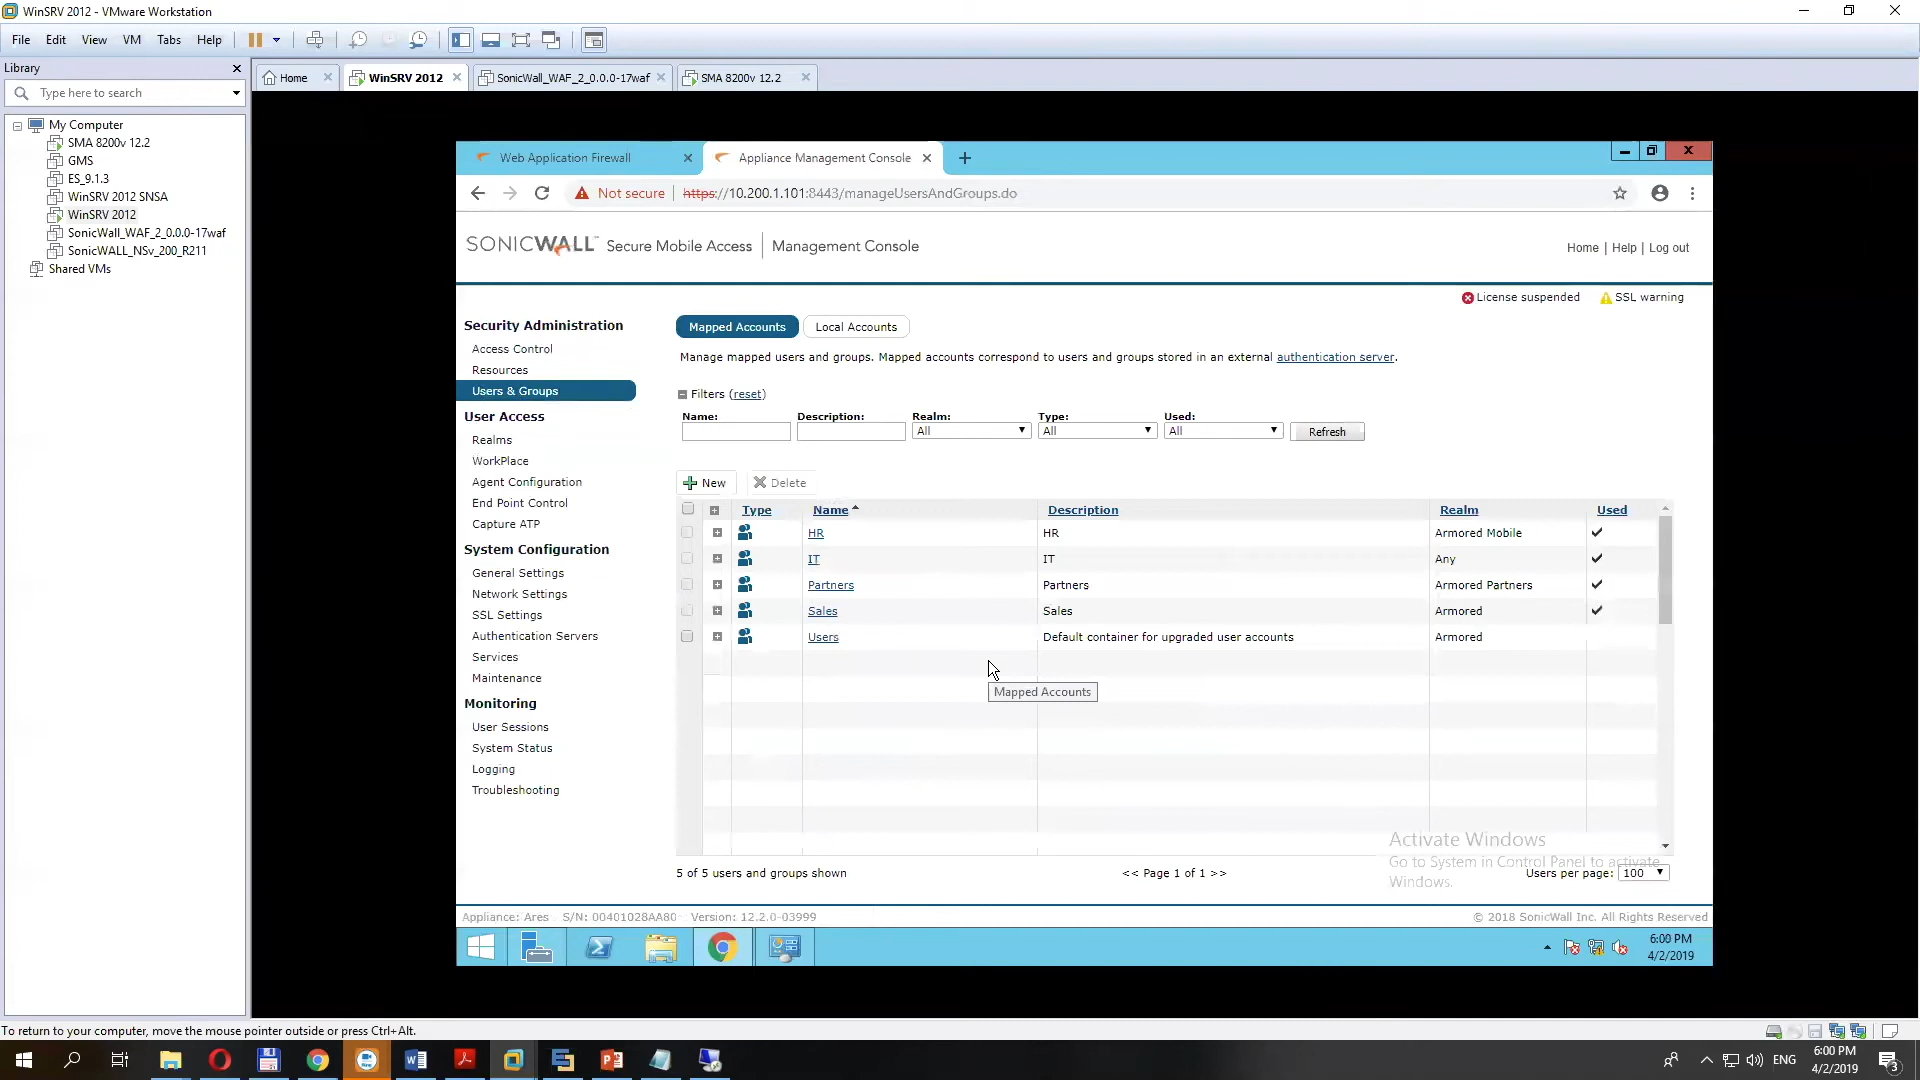 WinSRV 2012 - VMware Workstation
File Edit View VM Tabs Help
Library
Type here to search
My Computer
SMA 8200v 12.2
GMS
ES_9.1.3
WinSRV 2012 SNSA
WinSRV 2012
SonicWall_WAF_2_0.0.0-17waf
SonicWALL_NSv_200_R211
Shared VMs
Home WinSRV 2012 SonicWall_WAF_2_0.0.0-17waf SMA 8200v 12.2
Web Application Firewall Appliance Management Console
Not secure https://10.200.1.101:8443/manageUsersAndGroups.do
SONICWALL Secure Mobile Access Management Console
Home | Help | Log out
License suspended SSL warning
Security Administration
Access Control
Resources
Users & Groups
User Access
Realms
WorkPlace
Agent Configuration
End Point Control
Capture ATP
System Configuration
General Settings
Network Settings
SSL Settings
Authentication Servers
Services
Maintenance
Monitoring
User Sessions
System Status
Logging
Troubleshooting
Mapped Accounts Local Accounts
Manage mapped users and groups. Mapped accounts correspond to users and groups stored in an external authentication server.
Filters (reset)
Name: Description: Realm: Type: Used:
All All All Refresh
New Delete
Type Name Description Realm Used
HR HR Armored Mobile
IT IT Any
Partners Partners Armored Partners
Sales Sales Armored
Users Default container for upgraded user accounts Armored
Mapped Accounts
Activate Windows
Go to System in Control Panel to activate
Windows.
5 of 5 users and groups shown << Page 1 of 1 >> Users per page: 100
Appliance: Ares S/N: 00401028AA80 Version: 12.2.0-03999 © 2018 SonicWall Inc. All Rights Reserved
6:00 PM
4/2/2019
To return to your computer, move the mouse pointer outside or press Ctrl+Alt.
ENG
6:00 PM
4/2/2019
3